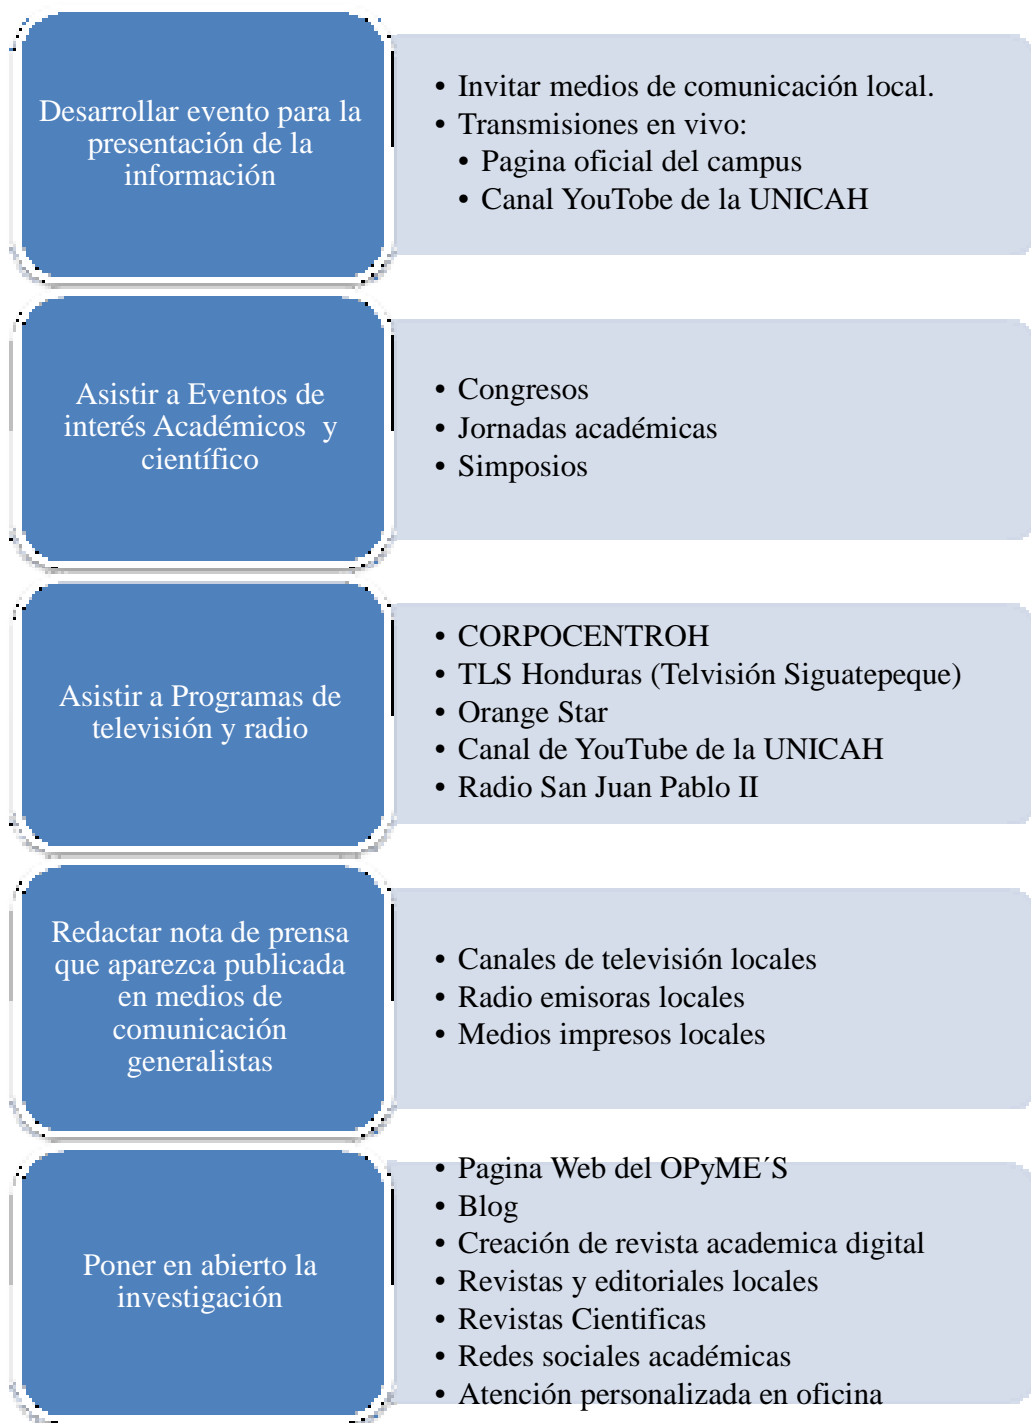 Desarrollar evento para la
presentación de la
información
• Invitar medios de comunicación local.
• Transmisiones en vivo:
• Pagina oficial del campus
• Canal YouTobe de la UNICAH
Asistir a Eventos de
interés Académicos y
científico
• Congresos
• Jornadas académicas
• Simposios
Asistir a Programas de
televisión y radio
• CORPOCENTROH
• TLS Honduras (Telvisión Siguatepeque)
• Orange Star
• Canal de YouTube de la UNICAH
• Radio San Juan Pablo II
Redactar nota de prensa
que aparezca publicada
en medios de
comunicación
generalistas
• Canales de televisión locales
• Radio emisoras locales
• Medios impresos locales
Poner en abierto la
investigación
• Pagina Web del OPyME´S
• Blog
• Creación de revista academica digital
• Revistas y editoriales locales
• Revistas Cientificas
• Redes sociales académicas
• Atención personalizada en oficina